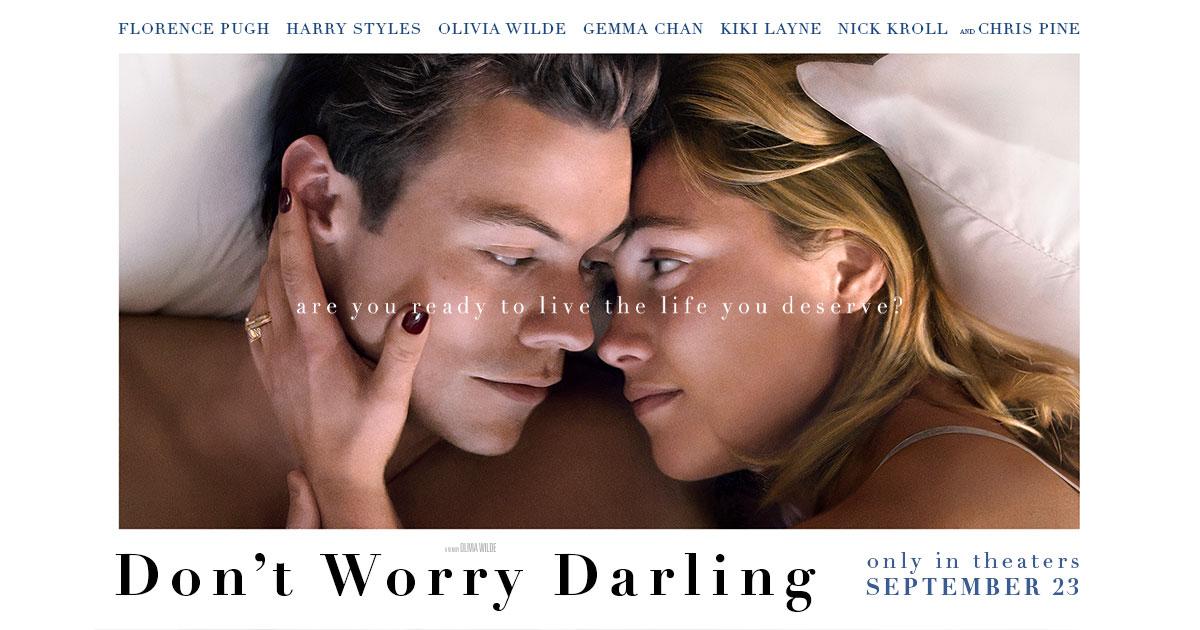 FLORENCE PUGH HARRY STYLES OLIVIA WILDE GEMMA CHAN KIKI LAYNE NICK KROLL AND CHRIS PINE
are you ready to live the life you deserve?
A FILM BY OLIVIA WILDE
Don't Worry Darling
only in theaters
SEPTEMBER 23